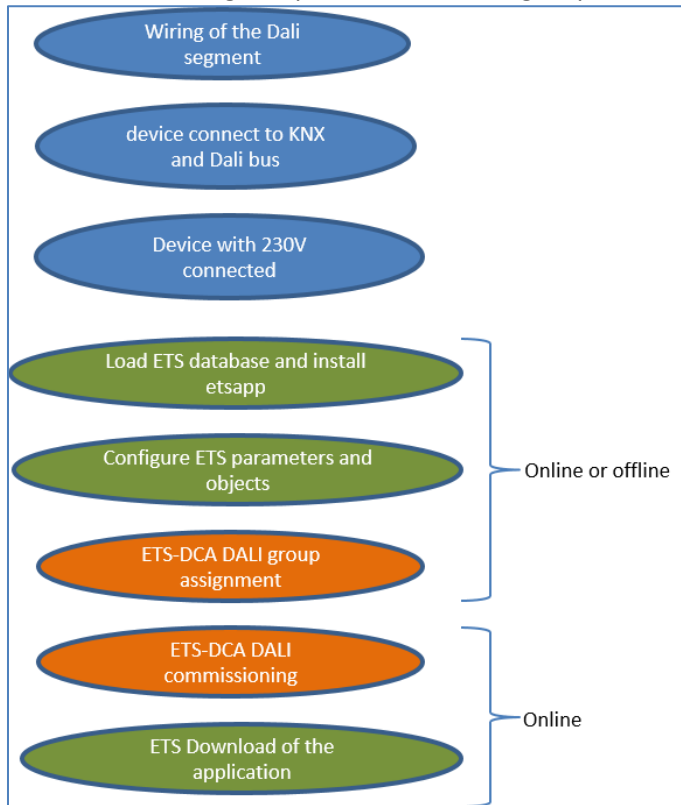 Wiring of the Dali
segment
device connect to KNX
and Dali bus
Device with 230V
connected
Load ETS database and install
etsapp
Configure ETS parameters and
objects
Online or offline
ETS-DCA DALI group
assignment
ETS-DCA DALI
commissioning
Online
ETS Download of the
application